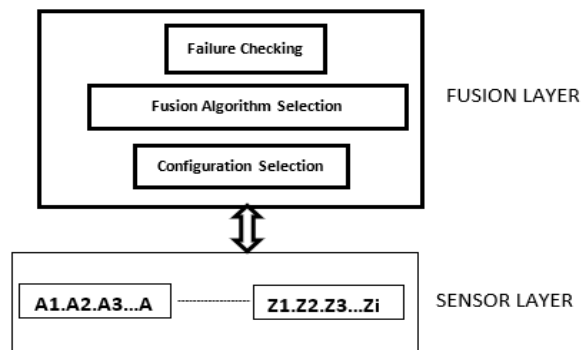 Failure Checking
Fusion Algorithm Selection
FUSION LAYER
Configuration Selection
A1.A2.A3...A
Z1.Z2.Z3...Zi
SENSOR LAYER